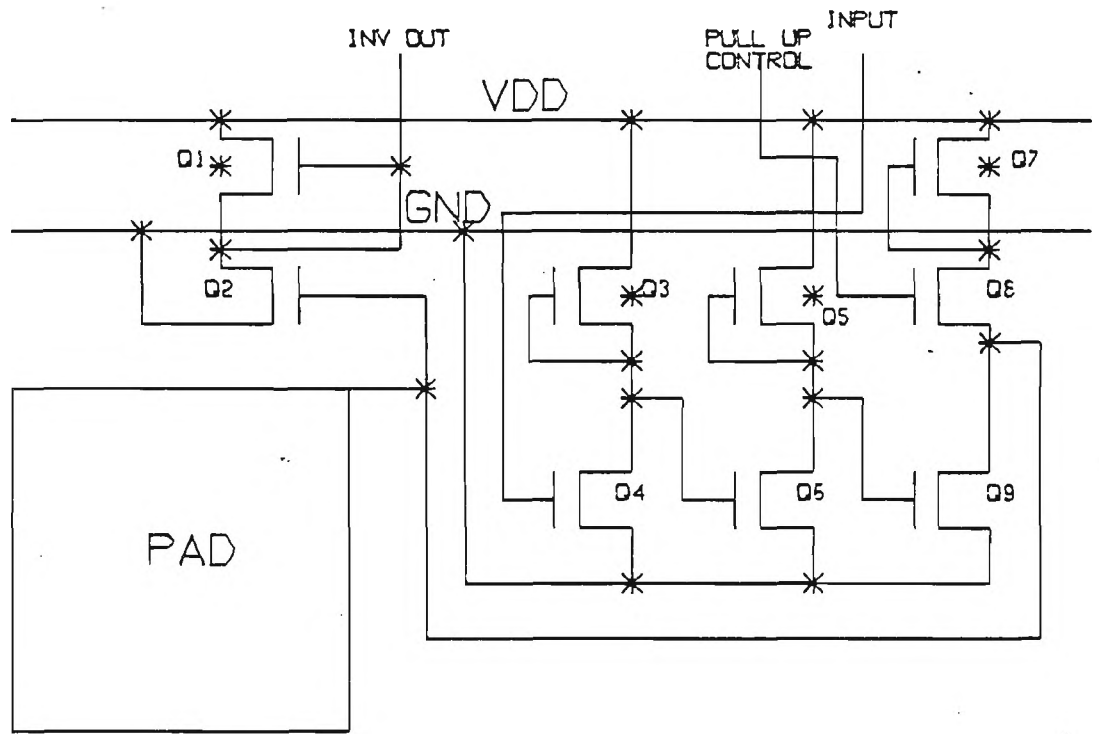 INPUT
INV OUT
PULL UP
CONTROL
VDD
Q1
Q7
GND
Q2
Q3
Q5
Q8
Q4
Q5
Q9
PAD